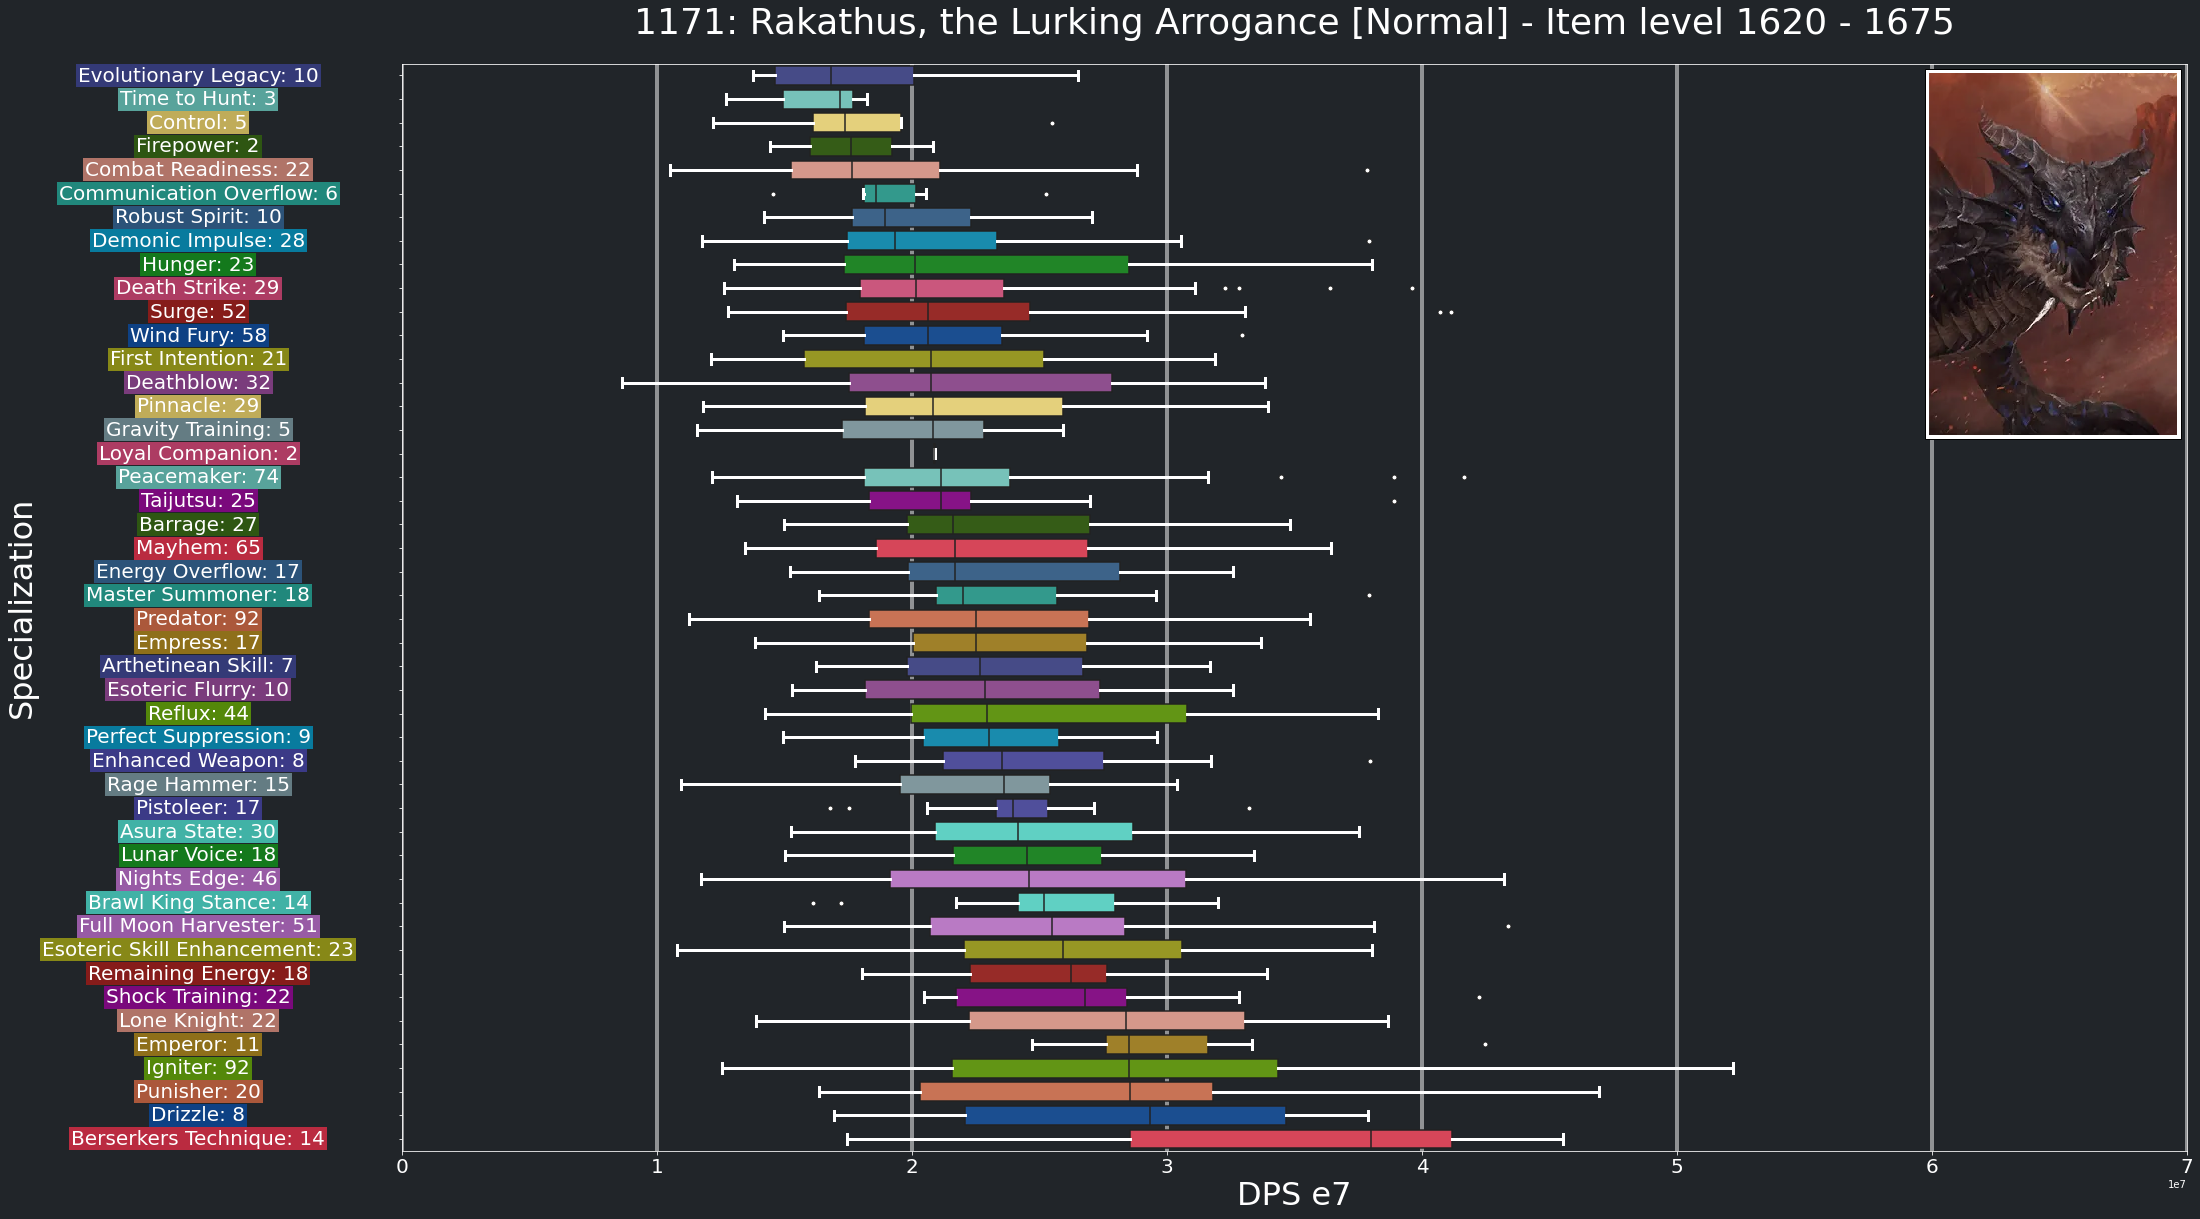 1171: Rakathus, the Lurking Arrogance [Normal] - Item level 1620 - 1675
Evolutionary Legacy: 10
Time to Hunt: 3
Control: 5
Firepower: 2
Combat Readiness: 22
Communication Overflow: 6
Robust Spirit: 10
Demonic Impulse: 28
Hunger: 23
Death Strike: 29
Surge: 52
Wind Fury: 58
First Intention: 21
Deathblow: 32
Pinnacle: 29
Gravity Training: 5
Loyal Companion: 2
Peacemaker: 74
Taijutsu: 25
Barrage: 27
Mayhem: 65
Energy Overflow: 17
Master Summoner: 18
Predator: 92
Empress: 17
Arthetinean Skill: 7
Esoteric Flurry: 10
Reflux: 44
Perfect Suppression: 9
Enhanced Weapon: 8
Rage Hammer: 15
Pistoleer: 17
Asura State: 30
Lunar Voice: 18
Nights Edge: 46
Brawl King Stance: 14
Full Moon Harvester: 51
Esoteric Skill Enhancement: 23
Remaining Energy: 18
Shock Training: 22
Lone Knight: 22
Emperor: 11
Igniter: 92
Punisher: 20
Drizzle: 8
Berserkers Technique: 14
Specialization
0 1 2 3 4 5 6 7
DPS e7
1e7